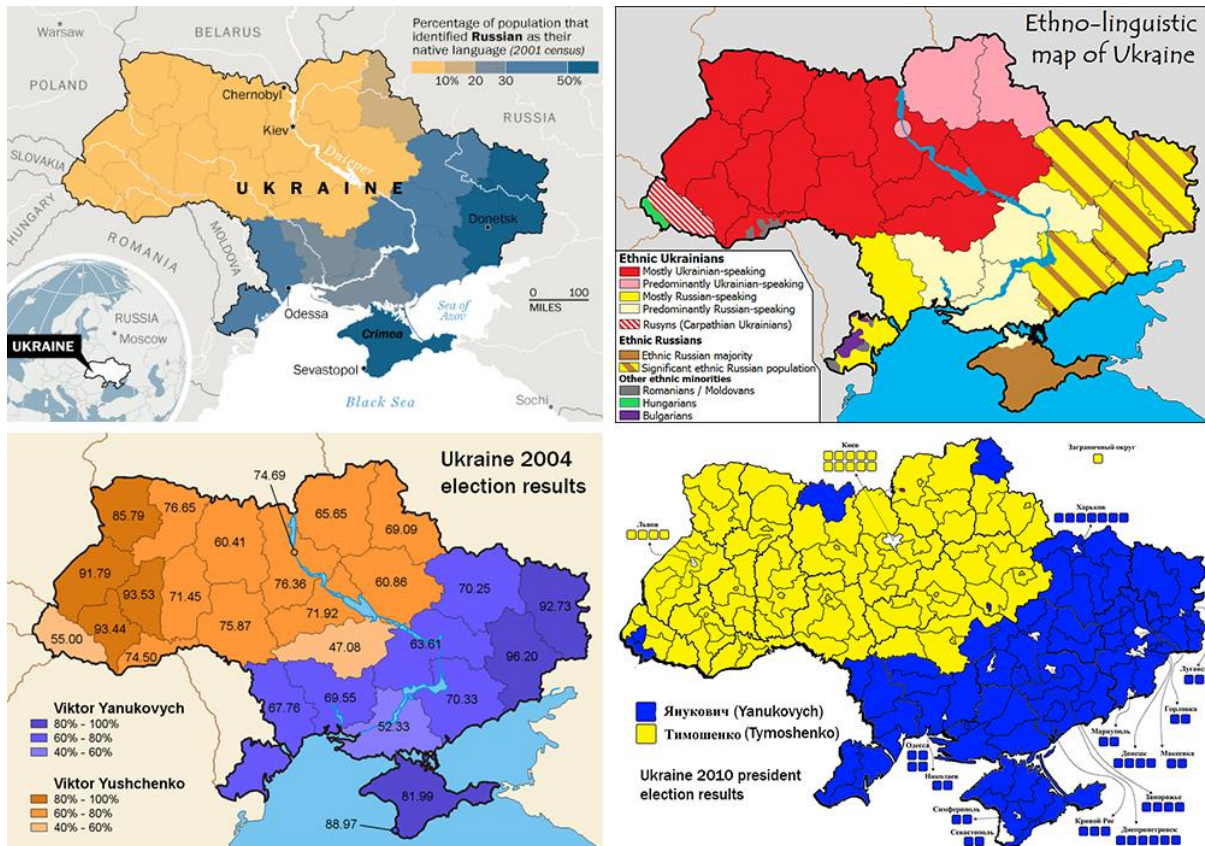 Warsaw
BELARUS
POLAND
Chernobyl
Kiev
Dnieper
RUSSIA
SLOVAKIA
HUNGARY
UKRAINE
Donetsk
MOLDOVA
ROMANIA
Odessa
Sea of
Azov
Crimea
Sevastopol
Black Sea
Sochi
Percentage of population that
identified Russian as their
native language (2001 census)
10% 20 30 50%
0 100
MILES
RUSSIA
Moscow
UKRAINE
Ethno-linguistic
map of Ukraine
Ethnic Ukrainians
Mostly Ukrainian-speaking
Predominantly Ukrainian-speaking
Mostly Russian-speaking
Predominantly Russian-speaking
Rusyns (Carpathian Ukrainians)
Ethnic Russians
Ethnic Russian majority
Significant ethnic Russian population
Other ethnic minorities
Romanians / Moldovans
Hungarians
Bulgarians
Ukraine 2004
election results
74.69
85.79
76.65
65.65
69.09
60.41
91.79
93.53
71.45
76.36
60.86
70.25
92.73
93.44
75.87
71.92
55.00
74.50
47.08
63.61
96.20
67.76
69.55
70.33
52.33
81.99
88.97
Viktor Yanukovych
80% - 100%
60% - 80%
40% - 60%
Viktor Yushchenko
80% - 100%
60% - 80%
40% - 60%
Киев
Заграничный округ
Львов
Харьков
Янукович (Yanukovych)
Тимошенко (Tymoshenko)
Ukraine 2010 president
election results
Луганск
Горловка
Мариуполь
Донецк
Макеевка
Одесса
Николаев
Симферополь
Севастополь
Запорожье
Кривой Рог
Днепропетровск